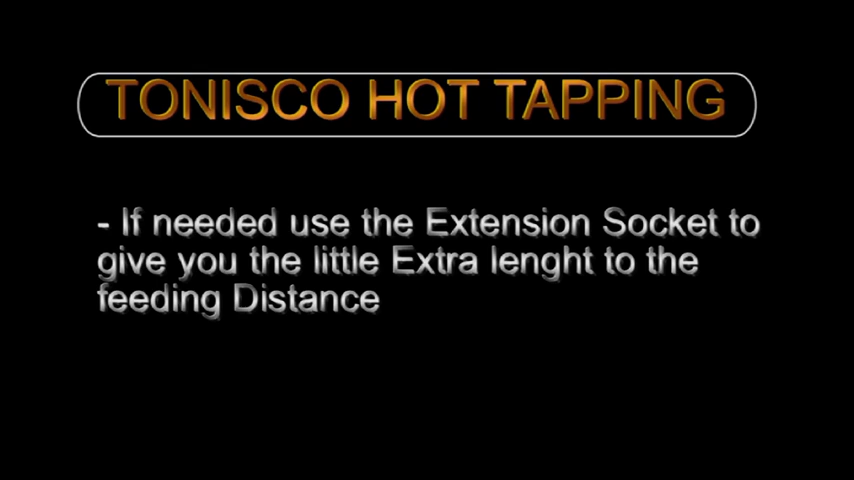 TONISCO HOT TAPPING
- If needed use the Extension Socket to
give you the little Extra lenght to the
feeding Distance